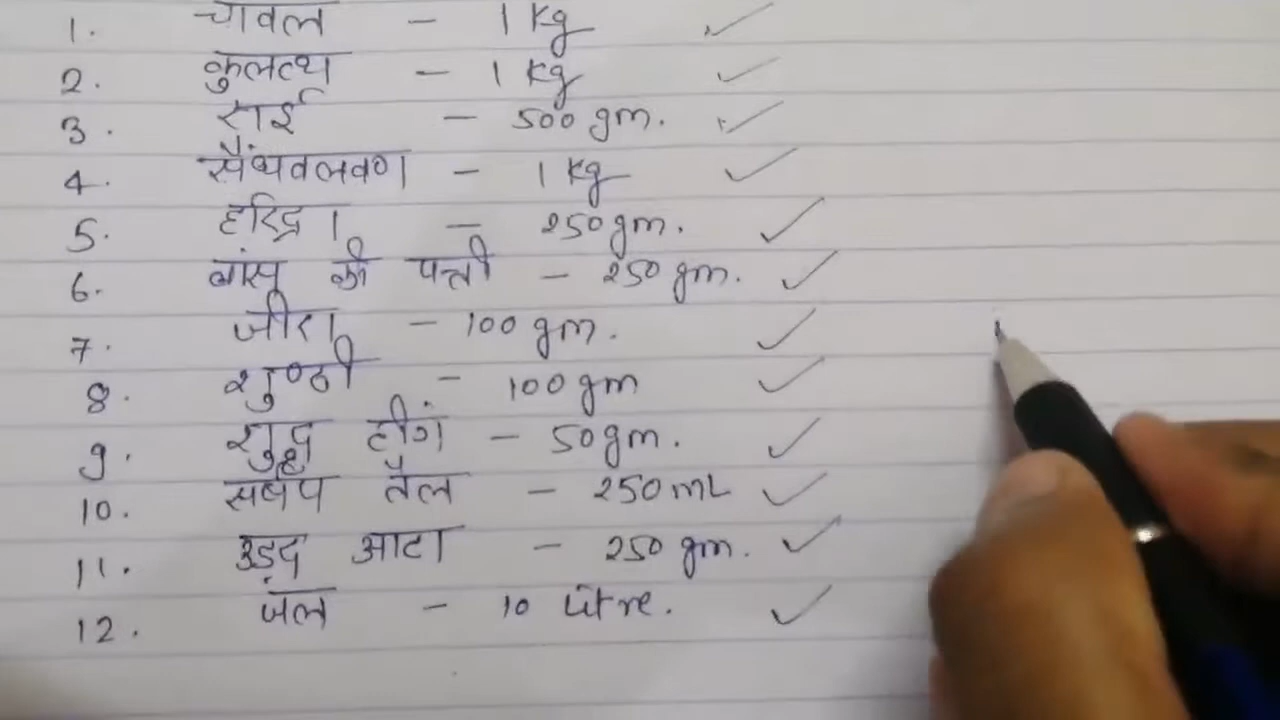 1. चावल - 1 Kg ✓
2. कुलत्थ - 1 Kg ✓
3. राई - 500 gm. ✓
4. सैंधवलवण - 1 Kg ✓
5. हरिद्रा - 250 gm. ✓
6. बांस की पत्ती - 250 gm. ✓
7. जीरा - 100 gm. ✓
8. शुण्ठी - 100 gm ✓
9. शुद्ध हीगं - 50 gm. ✓
10. सर्षप तैल - 250 mL ✓
11. उड़द आटा - 250 gm. ✓
12. जल - 10 Litre. ✓